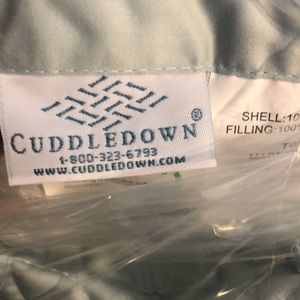 CUDDLEDOWN®
1-800-323-6793
WWW.CUDDLEDOWN.COM
SHELL:10
FILLING:100